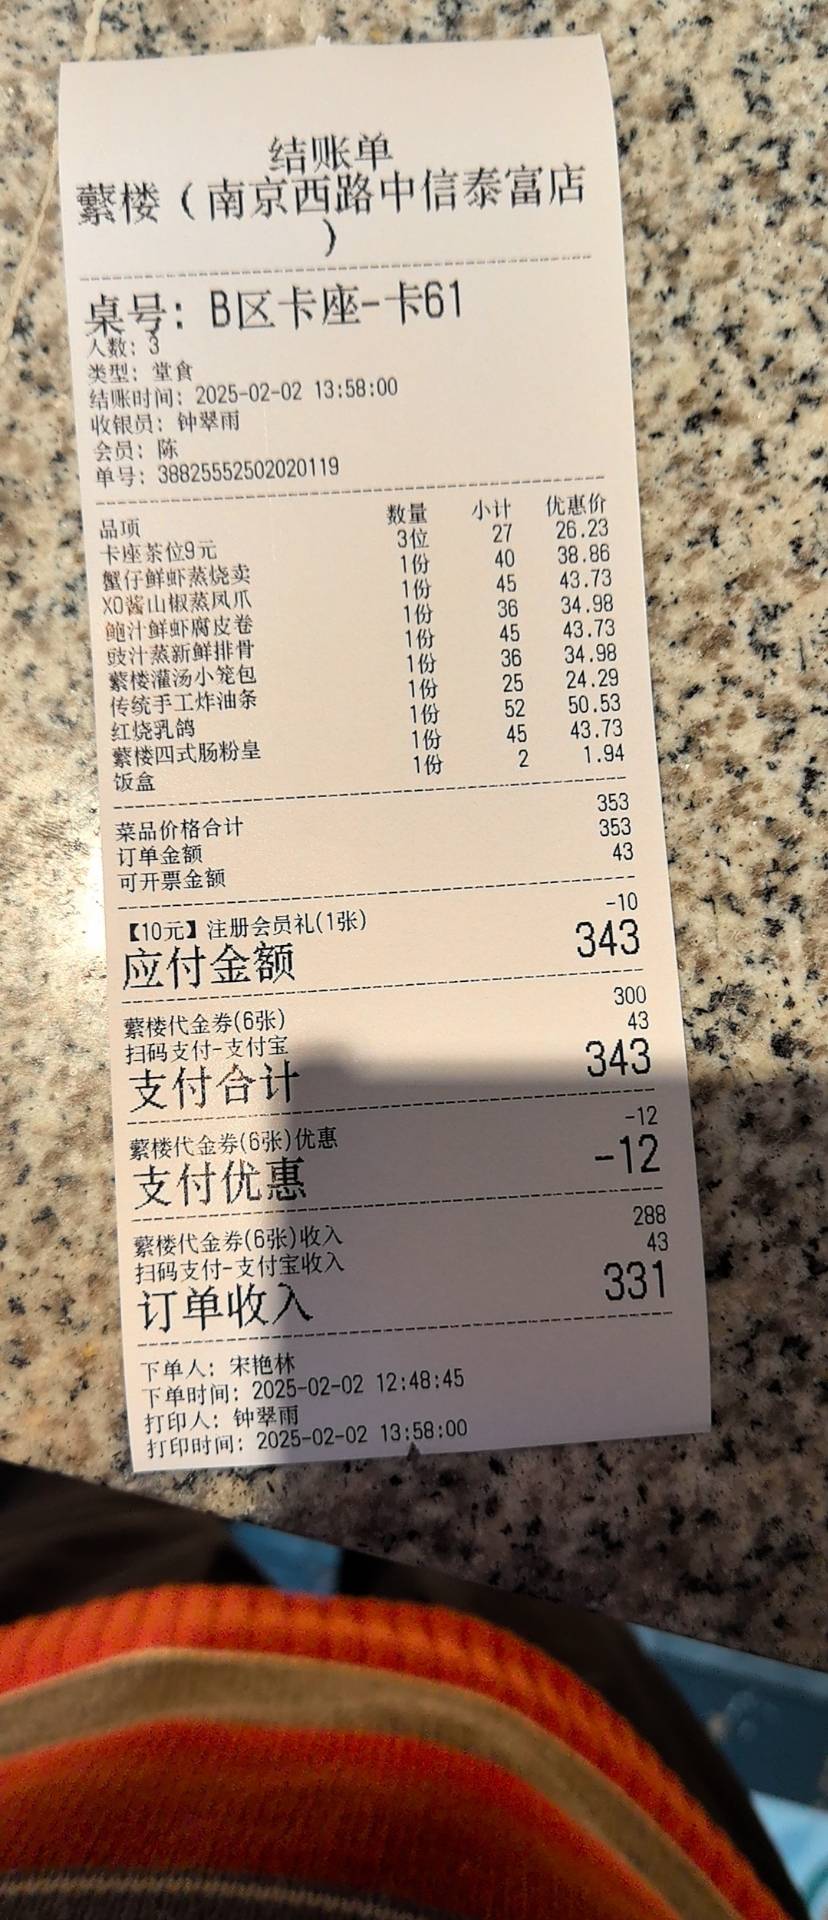 结账单
蘩楼（南京西路中信泰富店
）
桌号: B区卡座-卡61
人数: 3
类型: 堂食
结账时间: 2025-02-02 13:58:00
收银员: 钟翠雨
会员: 陈
单号: 38825552502020119
品项 数量 小计 优惠价
卡座茶位9元 3位 27 26.23
蟹仔鲜虾蒸烧卖 1份 40 38.86
XO酱山椒蒸凤爪 1份 45 43.73
鲍汁鲜虾腐皮卷 1份 36 34.98
豉汁蒸新鲜排骨 1份 45 43.73
蘩楼灌汤小笼包 1份 36 34.98
传统手工炸油条 1份 25 24.29
红烧乳鸽 1份 52 50.53
蘩楼四式肠粉皇 1份 45 43.73
饭盒 1份 2 1.94
菜品价格合计 353
订单金额 353
可开票金额 43
【10元】注册会员礼(1张) -10
应付金额 343
蘩楼代金券(6张) 300
扫码支付-支付宝 43
支付合计 343
蘩楼代金券(6张)优惠 -12
支付优惠 -12
蘩楼代金券(6张)收入 288
扫码支付-支付宝收入 43
订单收入 331
下单人: 宋艳林
下单时间: 2025-02-02 12:48:45
打印人: 钟翠雨
打印时间: 2025-02-02 13:58:00